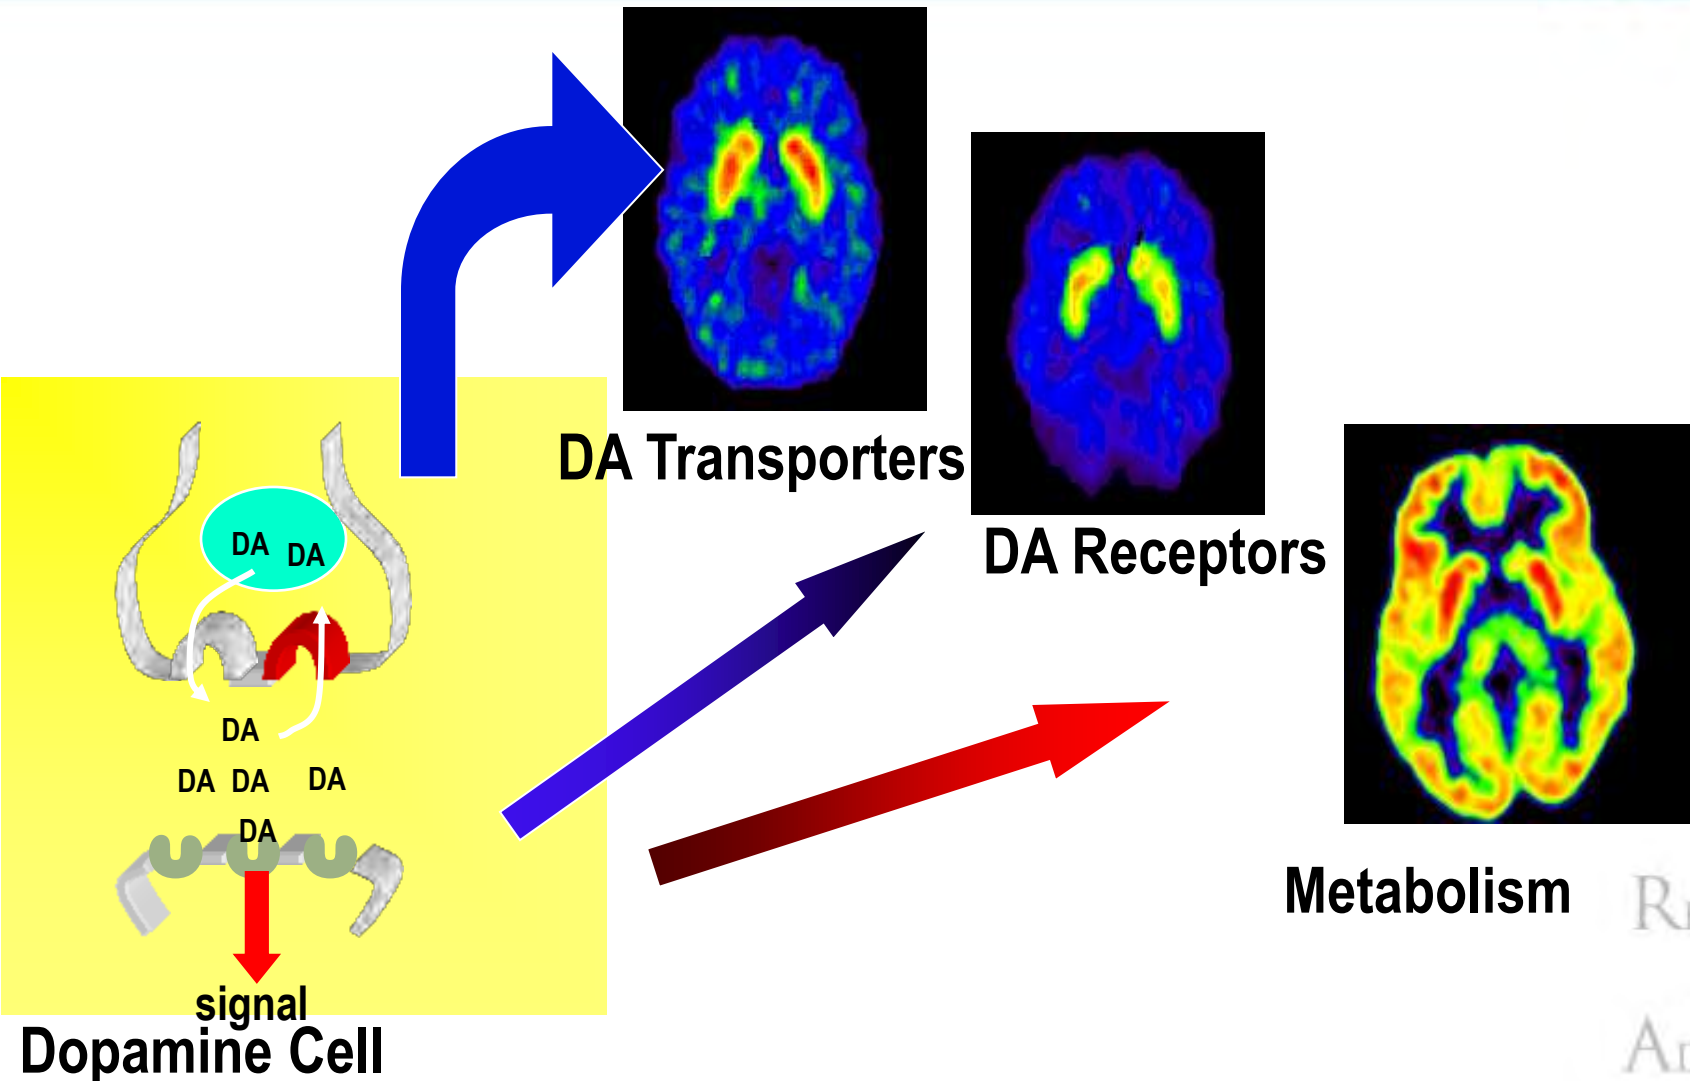 DA Transporters
DA Receptors
DA DA
DA
DA DA DA
DA
signal
Dopamine Cell
Metabolism